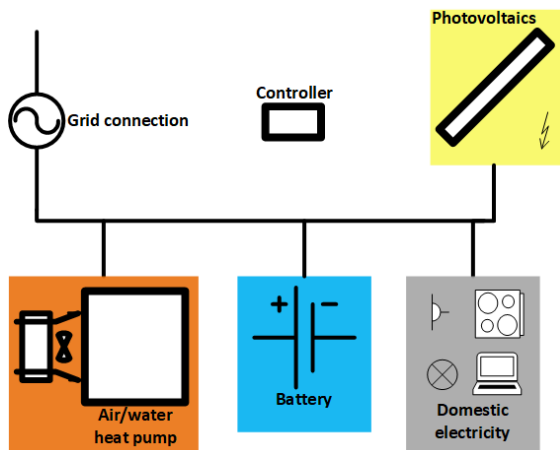 Photovoltaics
Controller
Grid connection
+ −
Air/water
heat pump
Battery
Domestic
electricity